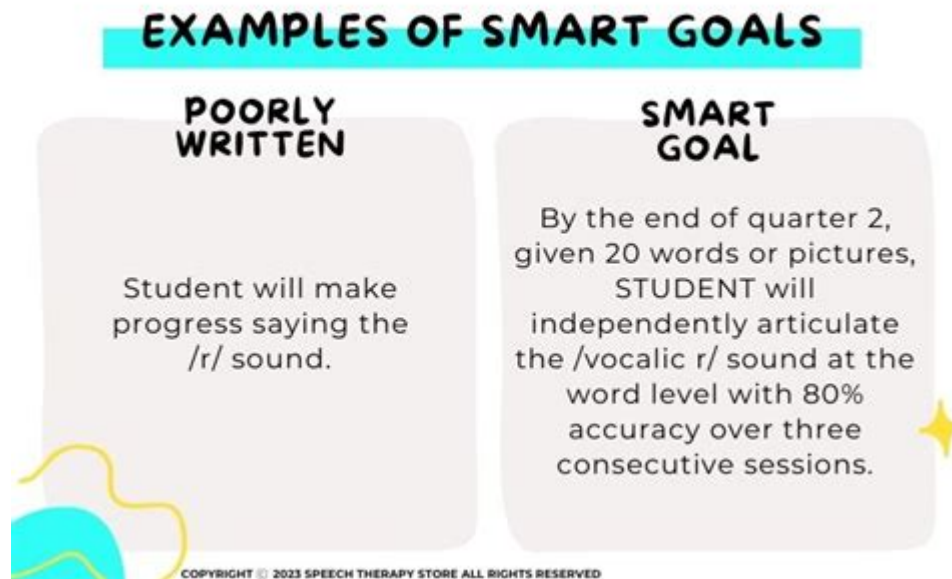 EXAMPLES OF SMART GOALS
POORLY
WRITTEN
Student will make
progress saying the
/r/ sound.
SMART
GOAL
By the end of quarter 2,
given 20 words or pictures,
STUDENT will
independently articulate
the /vocalic r/ sound at the
word level with 80%
accuracy over three
consecutive sessions.
COPYRIGHT © 2023 SPEECH THERAPY STORE ALL RIGHTS RESERVED